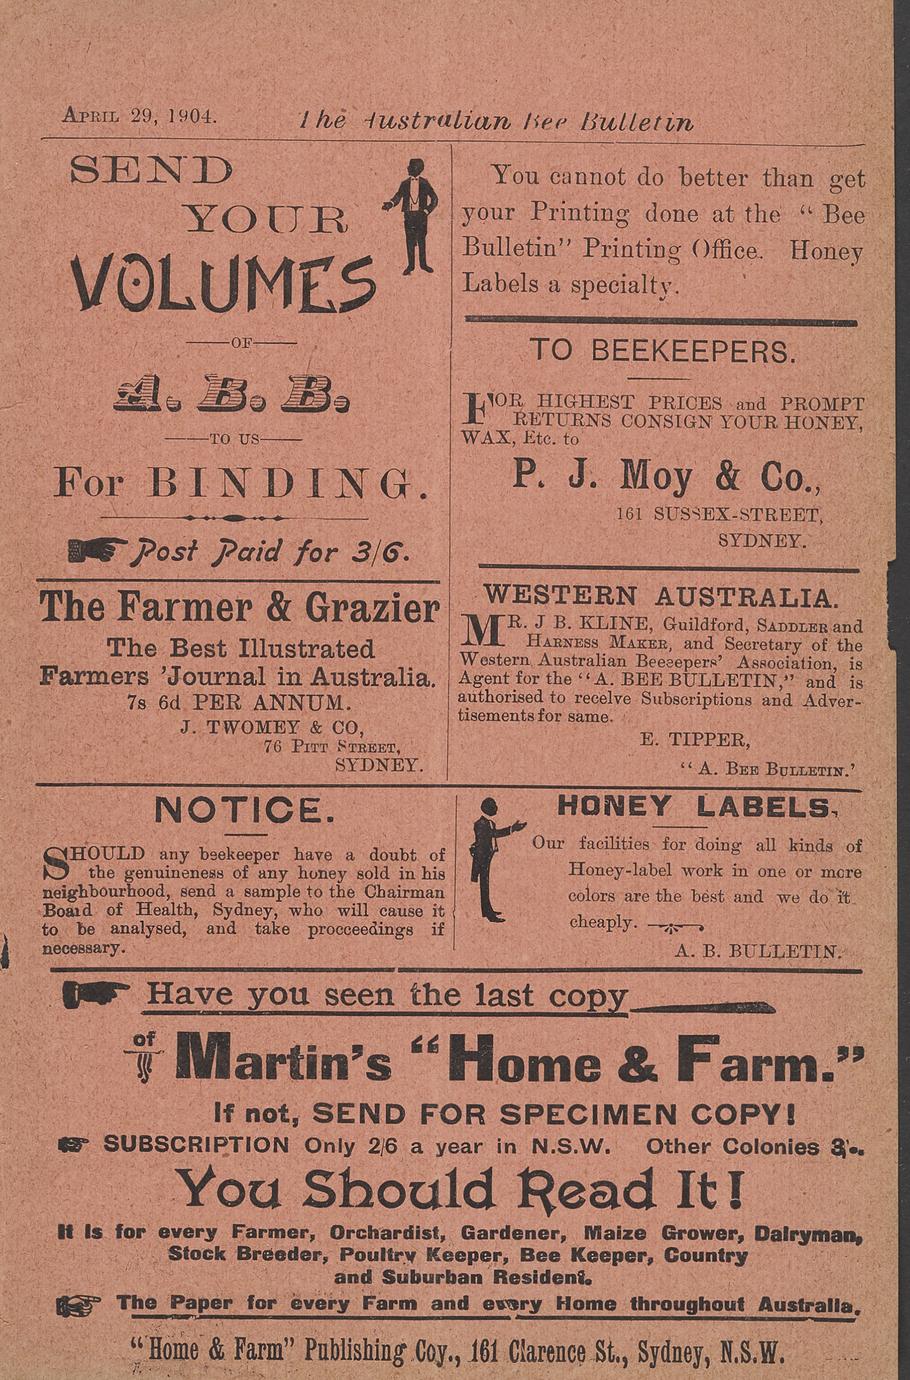 APRIL 29, 1904. The Australian Bee Bulletin
SEND
YOUR
VOLUMES
OF
A. B. B.
TO US
For BINDING.
Post Paid for 3/6.
The Farmer & Grazier
The Best Illustrated
Farmers 'Journal in Australia.
7s 6d PER ANNUM.
J. TWOMEY & CO,
76 PITT STREET,
SYDNEY.
You cannot do better than get
your Printing done at the “ Bee
Bulletin” Printing Office. Honey
Labels a specialty.
TO BEEKEEPERS.
FOR HIGHEST PRICES and PROMPT
RETURNS CONSIGN YOUR HONEY,
WAX, Etc. to
P. J. Moy & Co.,
161 SUSSEX-STREET,
SYDNEY.
WESTERN AUSTRALIA.
MR. J B. KLINE, Guildford, SADDLER and
HARNESS MAKER, and Secretary of the
Western Australian Beeeepers’ Association, is
Agent for the “A. BEE BULLETIN,” and is
authorised to receive Subscriptions and Adver-
tisements for same.
E. TIPPER,
“ A. BEE BULLETIN.’
NOTICE.
SHOULD any beekeeper have a doubt of
the genuineness of any honey sold in his
neighbourhood, send a sample to the Chairman
Board of Health, Sydney, who will cause it
to be analysed, and take procceedings if
necessary.
HONEY LABELS,
Our facilities for doing all kinds of
Honey-label work in one or more
colors are the best and we do it
cheaply.
A. B. BULLETIN.
Have you seen the last copy
of Martin’s “Home & Farm.”
If not, SEND FOR SPECIMEN COPY!
SUBSCRIPTION Only 2/6 a year in N.S.W. Other Colonies
You Should Read It!
It is for every Farmer, Orchardist, Gardener, Maize Grower, Dairyman,
Stock Breeder, Poultry Keeper, Bee Keeper, Country
and Suburban Resident.
The Paper for every Farm and every Home throughout Australia.
“Home & Farm” Publishing Coy., 161 Clarence St., Sydney, N.S.W.